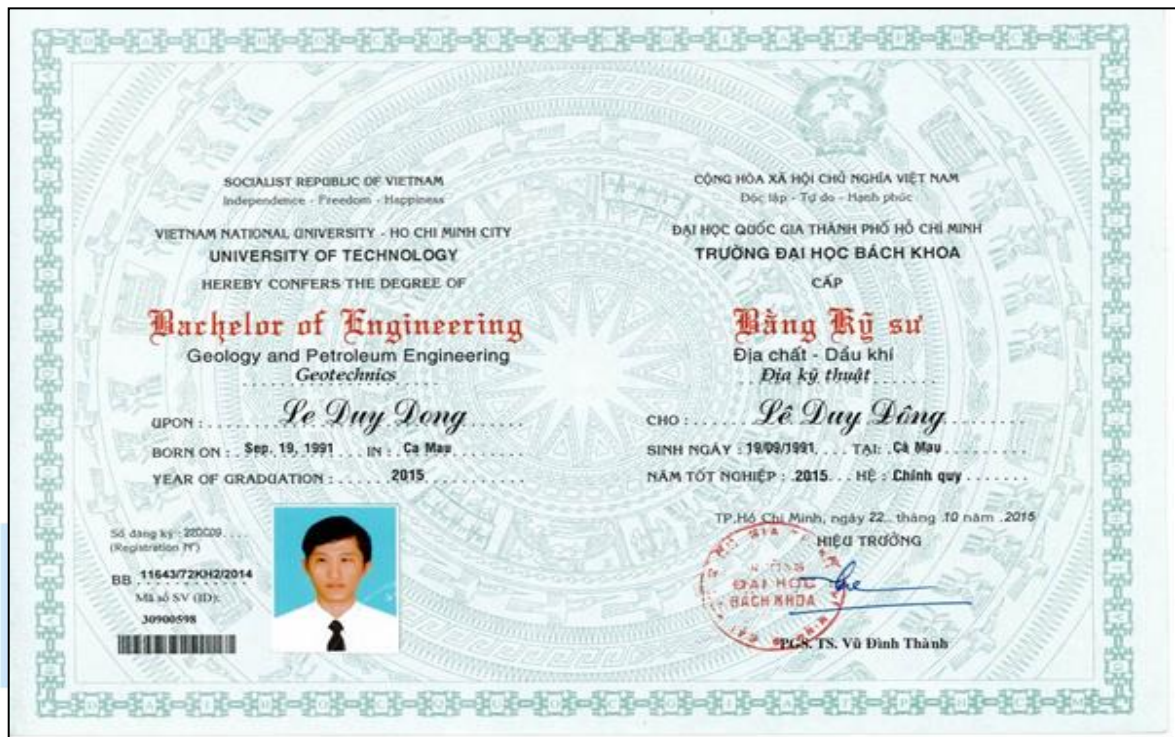 SOCIALIST REPUBLIC OF VIETNAM
Independence - Freedom - Happiness
VIETNAM NATIONAL UNIVERSITY - HO CHI MINH CITY
UNIVERSITY OF TECHNOLOGY
HEREBY CONFERS THE DEGREE OF
Bachelor of Engineering
Geology and Petroleum Engineering
Geotechnics
UPON : Le Duy Dong
BORN ON : Sep. 19, 1991 IN : Ca Mau
YEAR OF GRADUATION : 2015
Số đăng ký :
(Registration N°)
BB 11643/72KH2/2014
Mã số SV (ID):
30900598
CỘNG HÒA XÃ HỘI CHỦ NGHĨA VIỆT NAM
Độc lập - Tự do - Hạnh phúc
ĐẠI HỌC QUỐC GIA THÀNH PHỐ HỒ CHÍ MINH
TRƯỜNG ĐẠI HỌC BÁCH KHOA
CẤP
Bằng Kỹ sư
Địa chất - Dầu khí
Địa kỹ thuật
CHO : Lê Duy Đông
SINH NGÀY : 19/09/1991 TẠI: Cà Mau
NĂM TỐT NGHIỆP : 2015 HỆ : Chính quy
TP.Hồ Chí Minh, ngày 22 tháng 10 năm 2015
HIỆU TRƯỞNG
ĐẠI HỌC
BÁCH KHOA
PGS. TS. Vũ Đình Thành